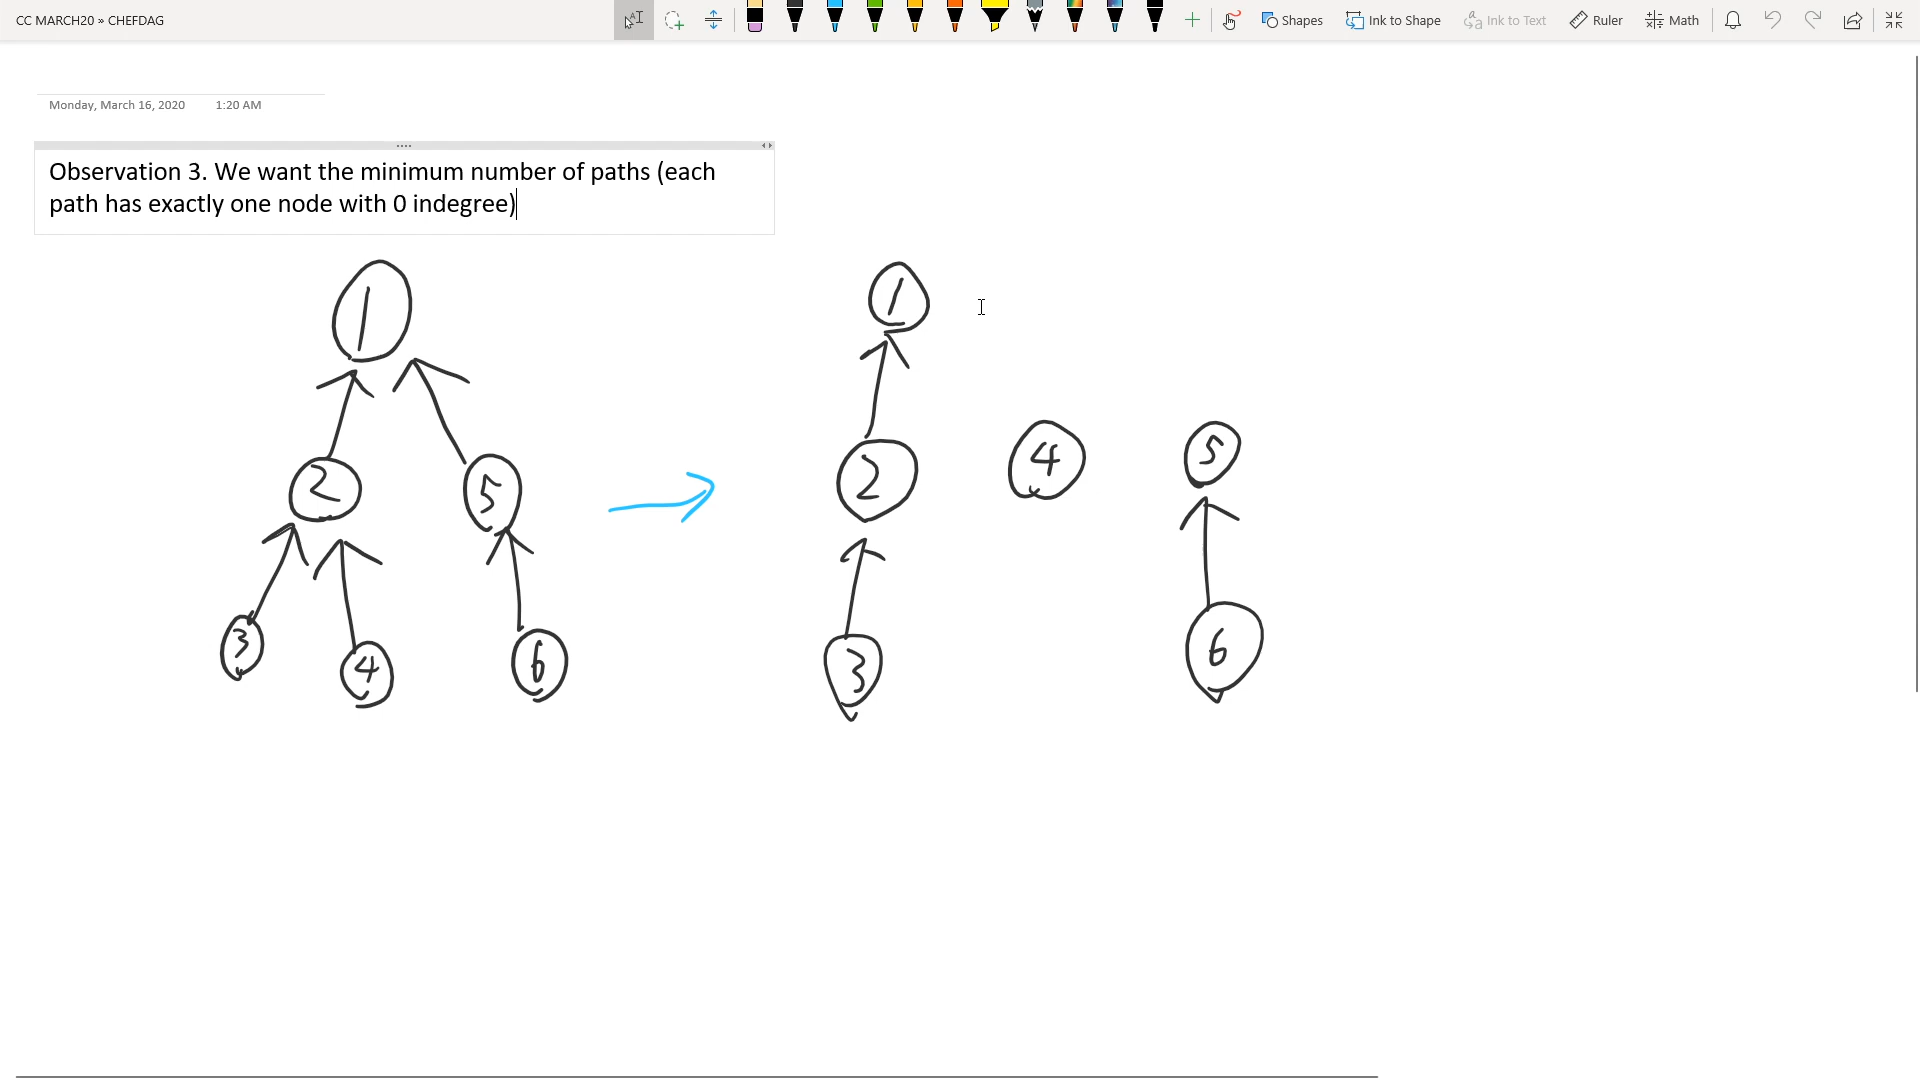 CC MARCH20 » CHEFDAG
Shapes
Ink to Shape
Ink to Text
Ruler
Math
Monday, March 16, 2020 1:20 AM
Observation 3. We want the minimum number of paths (each
path has exactly one node with 0 indegree)
1
1
2
5
2
4
5
3
4
6
3
6